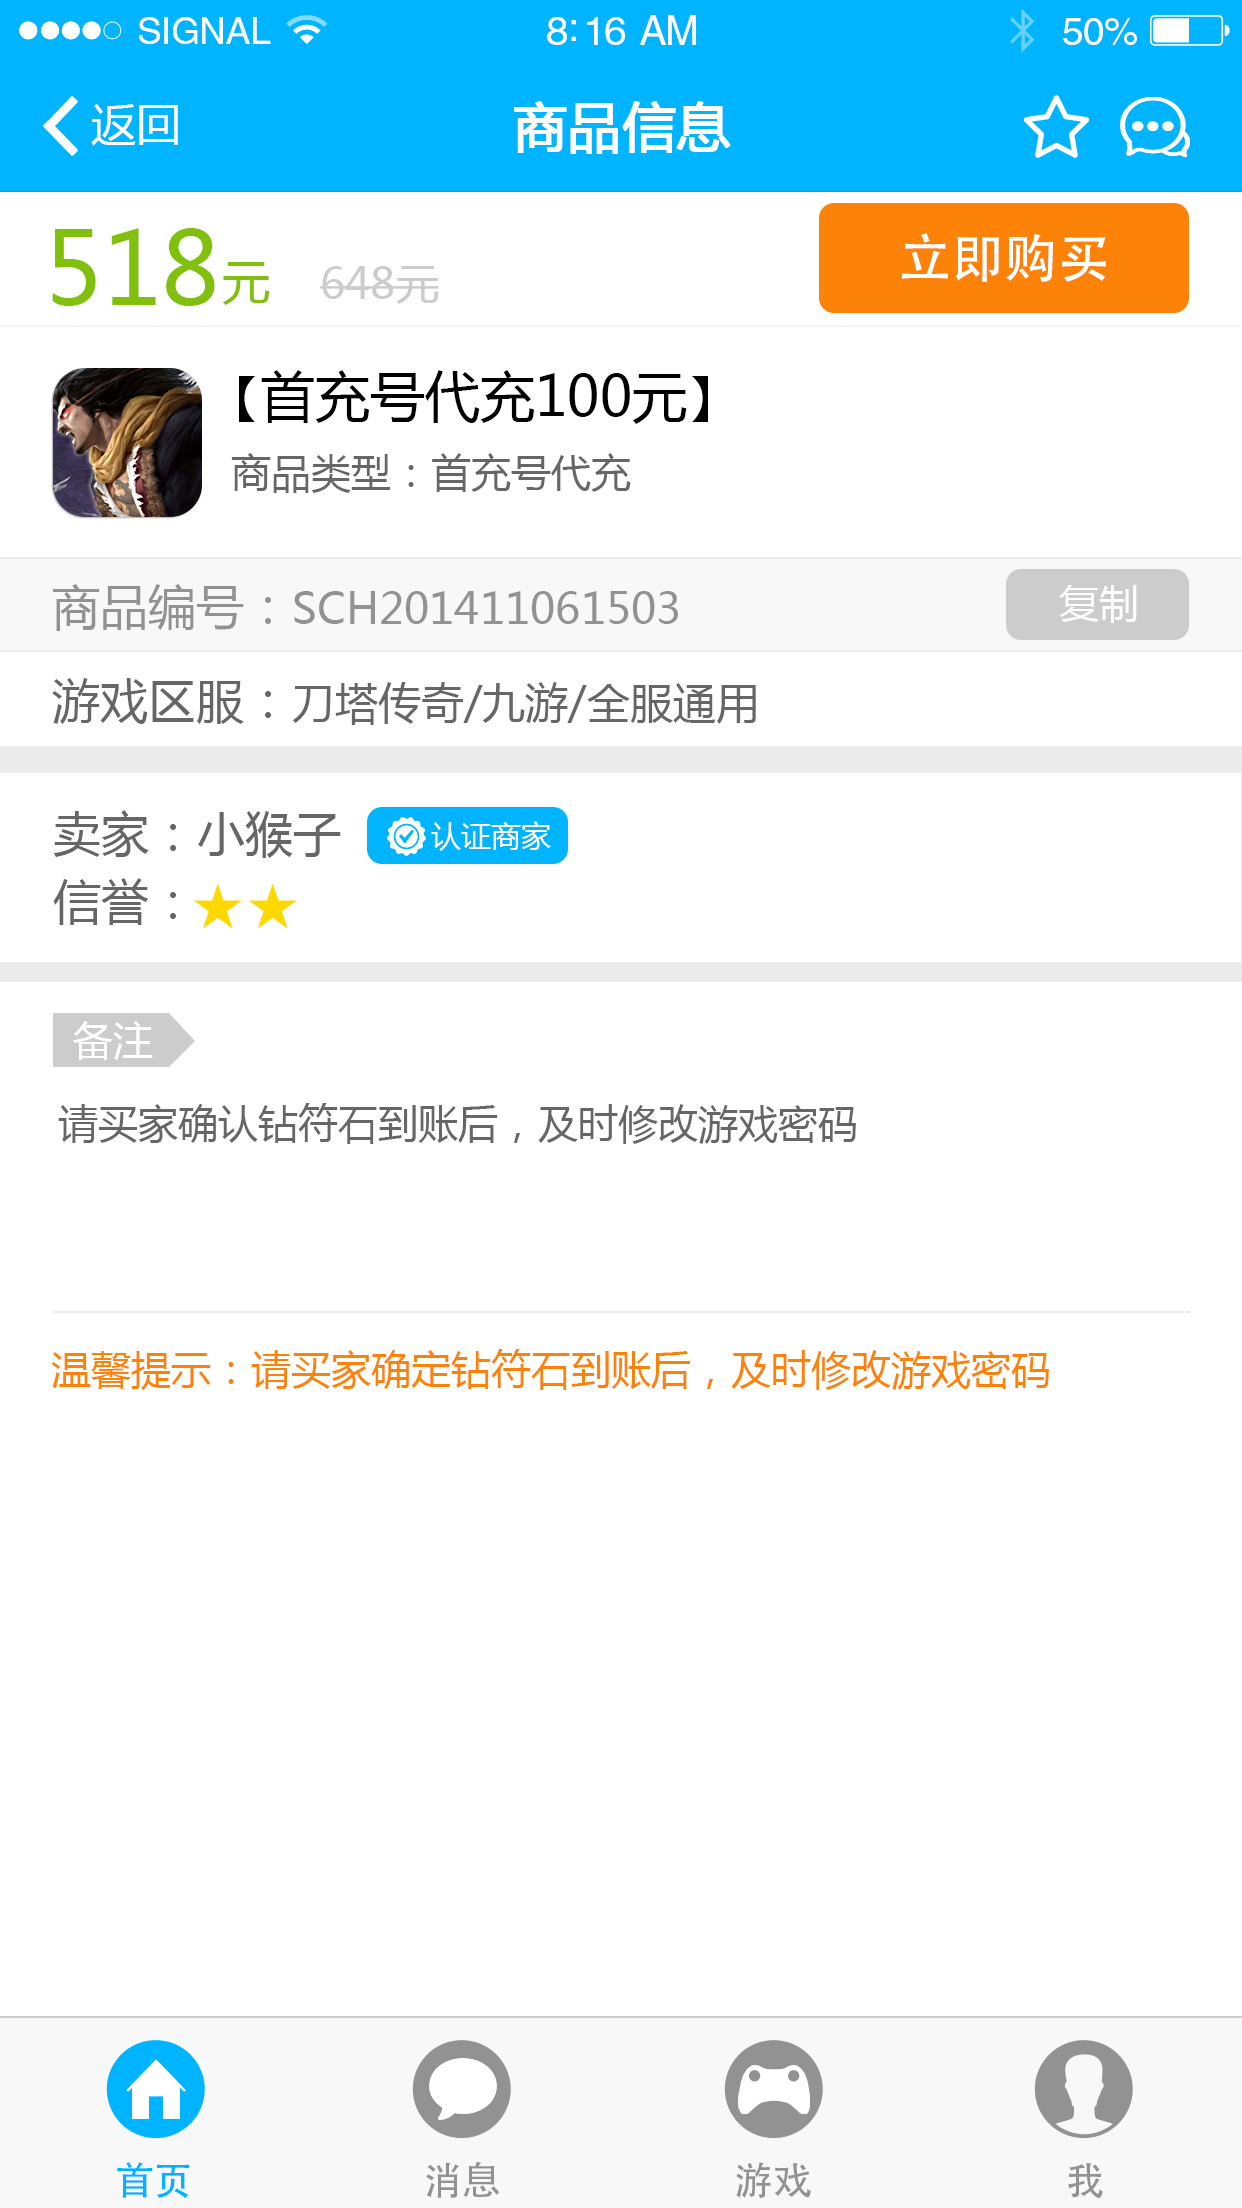 SIGNAL 8:16 AM 50%
返回 商品信息
518元 648元 立即购买
【首充号代充100元】
商品类型：首充号代充
商品编号：SCH201411061503 复制
游戏区服：刀塔传奇/九游/全服通用
卖家：小猴子 认证商家
信誉：★★
备注
请买家确认钻符石到账后，及时修改游戏密码
温馨提示：请买家确定钻符石到账后，及时修改游戏密码
首页 消息 游戏 我